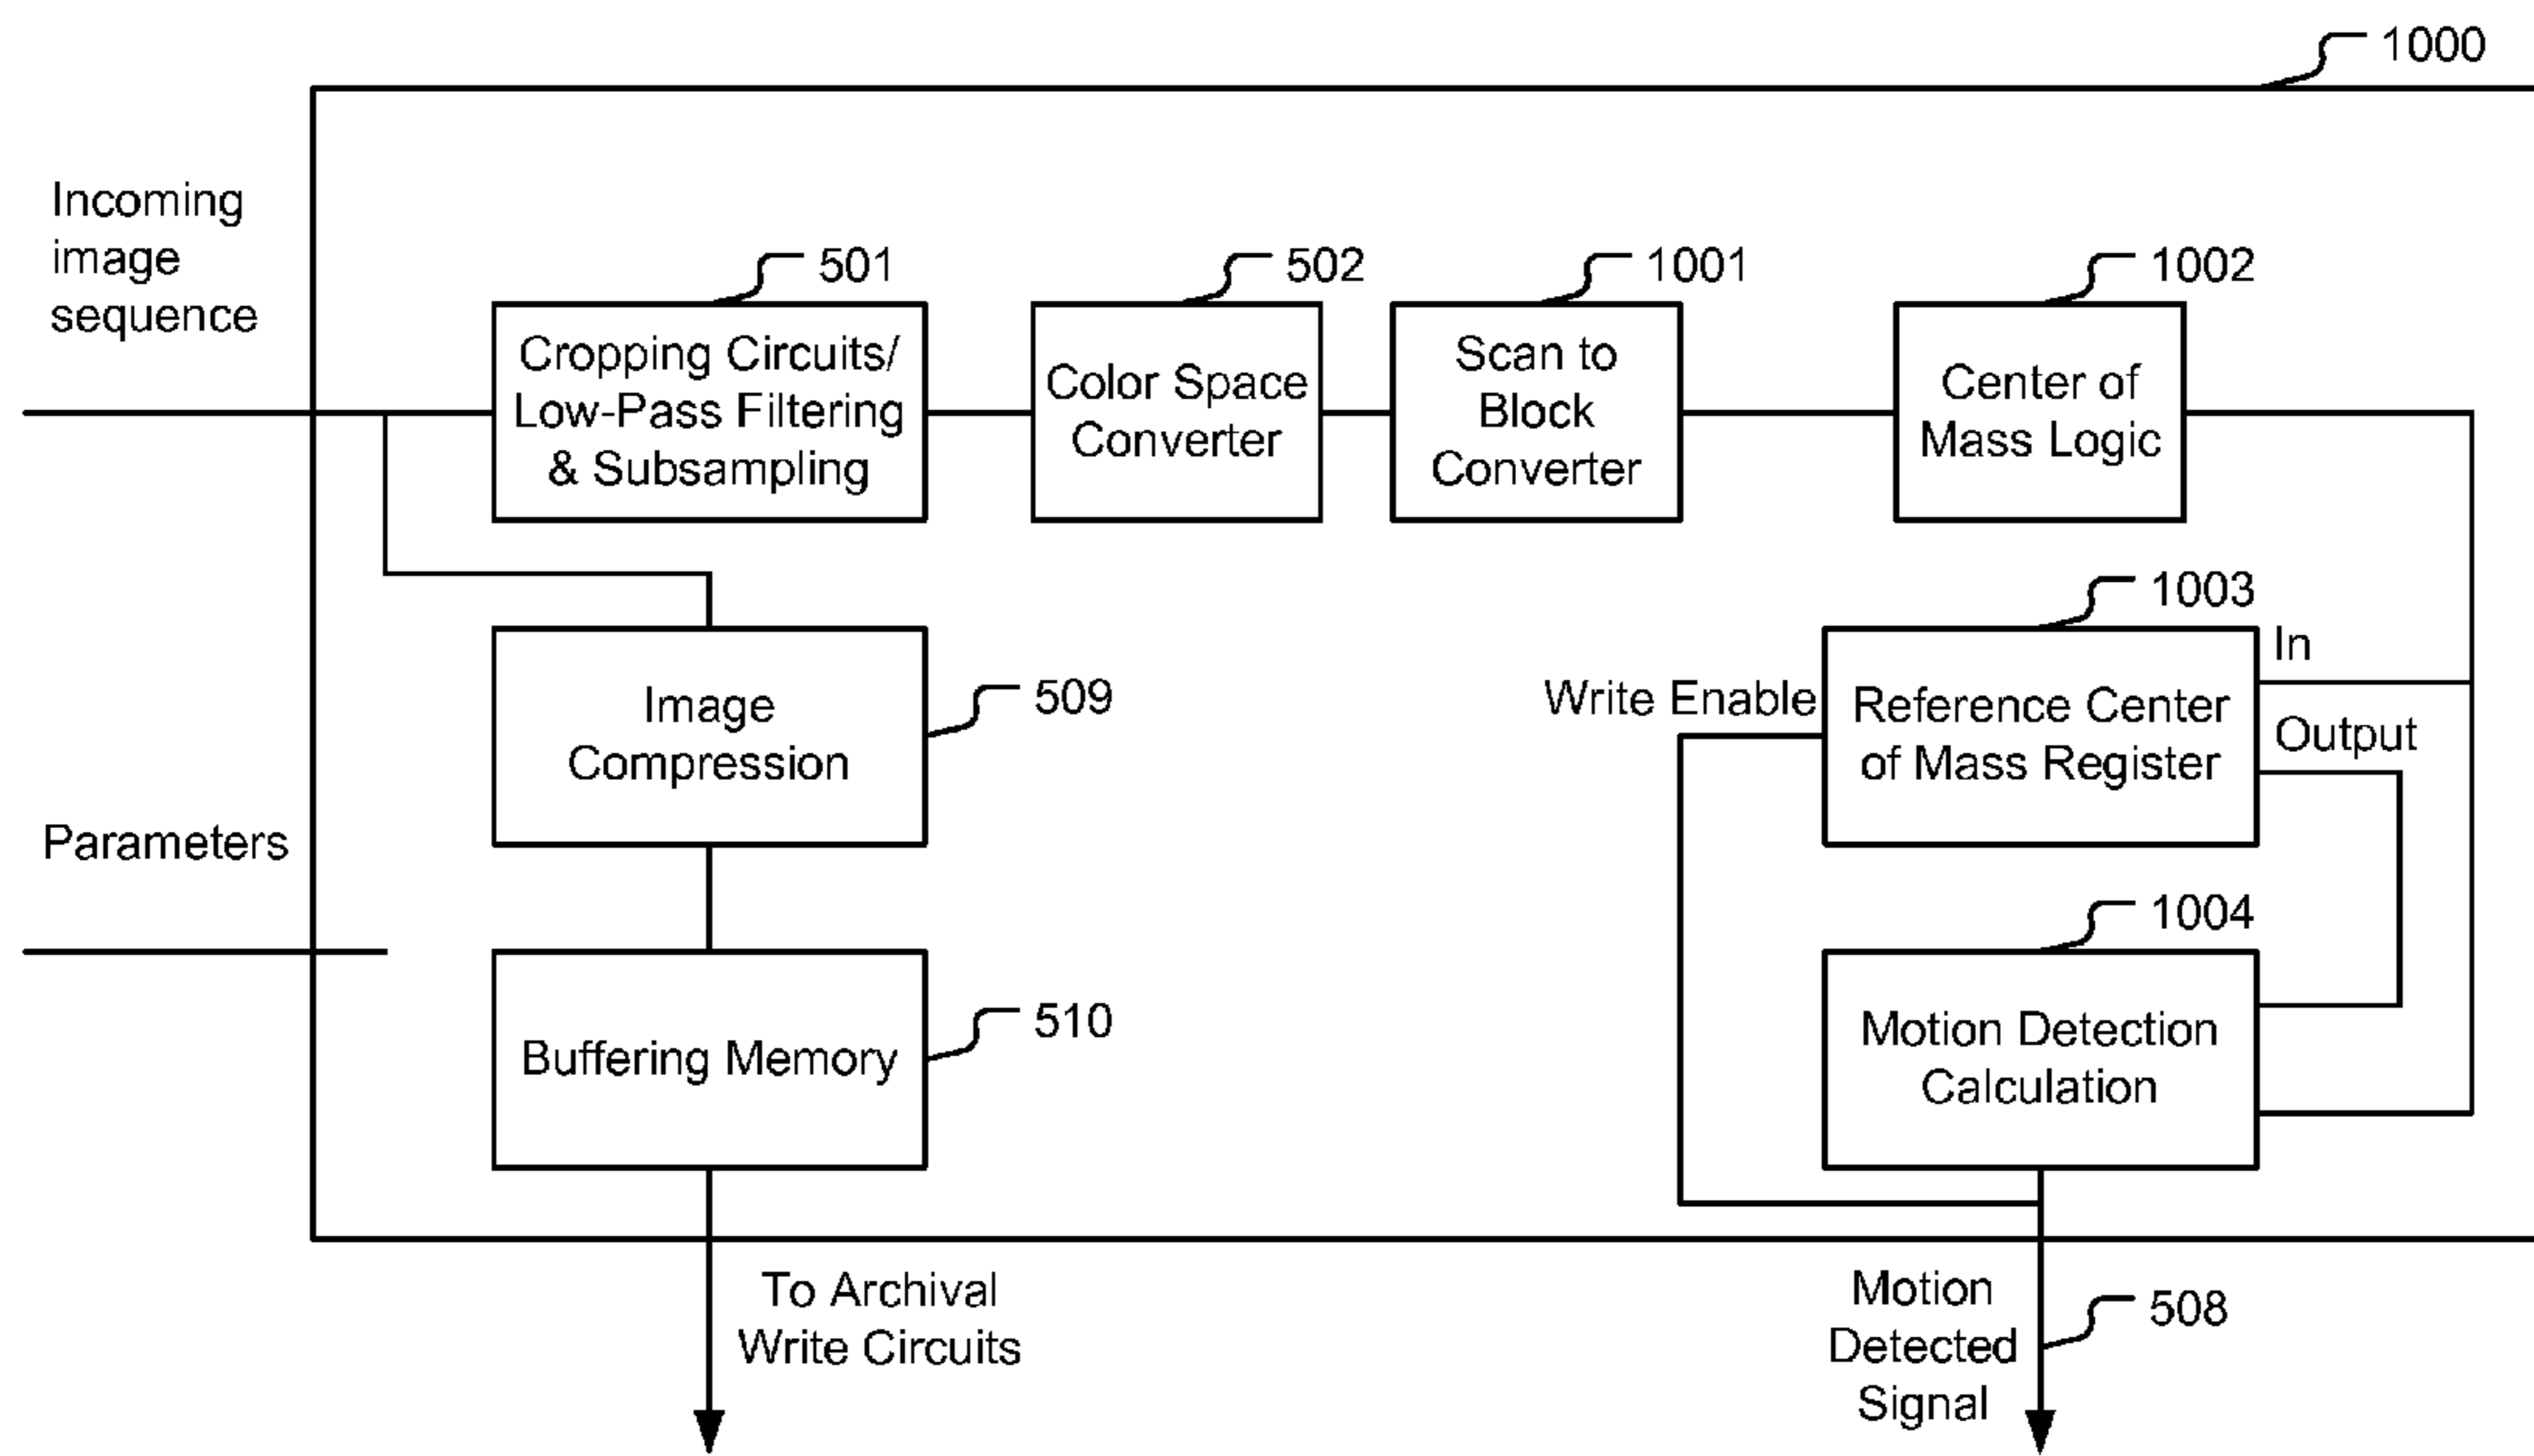 1000
Incoming
image
sequence
501
502
1001
1002
Cropping Circuits/
Low-Pass Filtering
& Subsampling
Color Space
Converter
Scan to
Block
Converter
Center of
Mass Logic
1003
In
Image
Compression
509
Write Enable
Reference Center
of Mass Register
Output
Parameters
1004
Buffering Memory
510
Motion Detection
Calculation
To Archival
Write Circuits
Motion
Detected
Signal
508